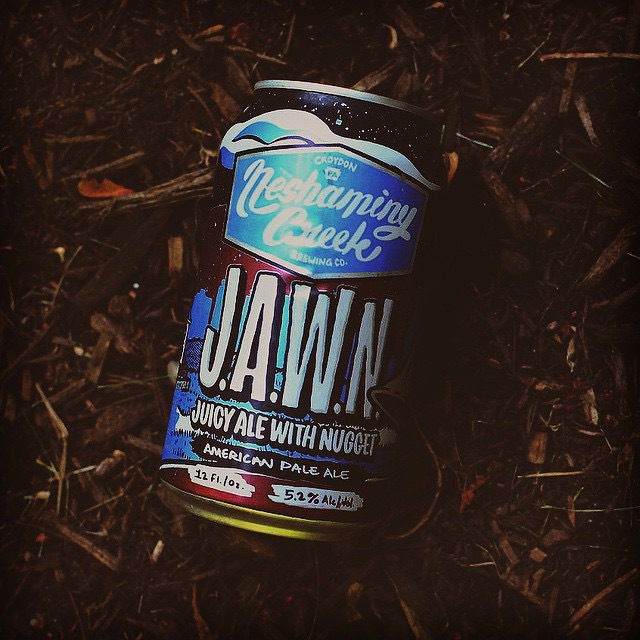 CROYDON
PA
Neshaminy
Creek
BREWING CO.
J.A.W.N.
JUICY ALE WITH NUGGET
AMERICAN PALE ALE
12 Fl./Oz.
5.2% Alc/Vol.